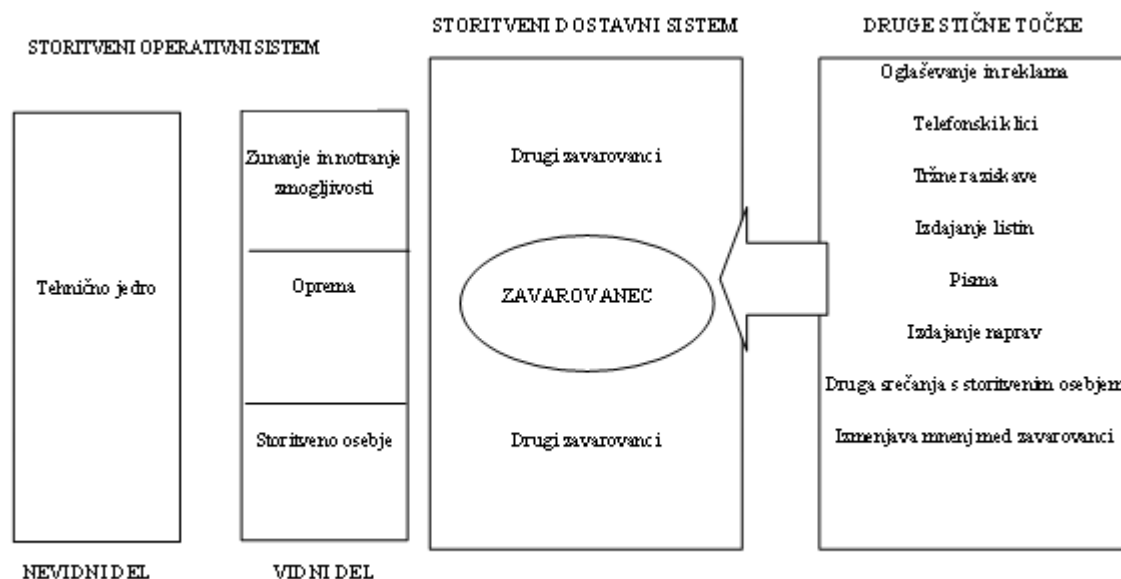 STORITVENI OPERATIVNI SISTEM
STORITVENI DOSTAVNI SISTEM
DRUGE STIČNE TOČKE
Tehnično jedro
NEVIDNI DEL
Zunanje in notranje
zmogljivosti
Oprema
Storitveno osebje
VIDNI DEL
Drugi zavarovanci
ZAVAROVANEC
Drugi zavarovanci
Oglaševanje in reklama
Telefonski klici
Tržne raziskave
Izdajanje listin
Pisma
Izdajanje naprav
Druga srečanja s storitvenim osebjem
Izmenjava mnenj med zavarovanci